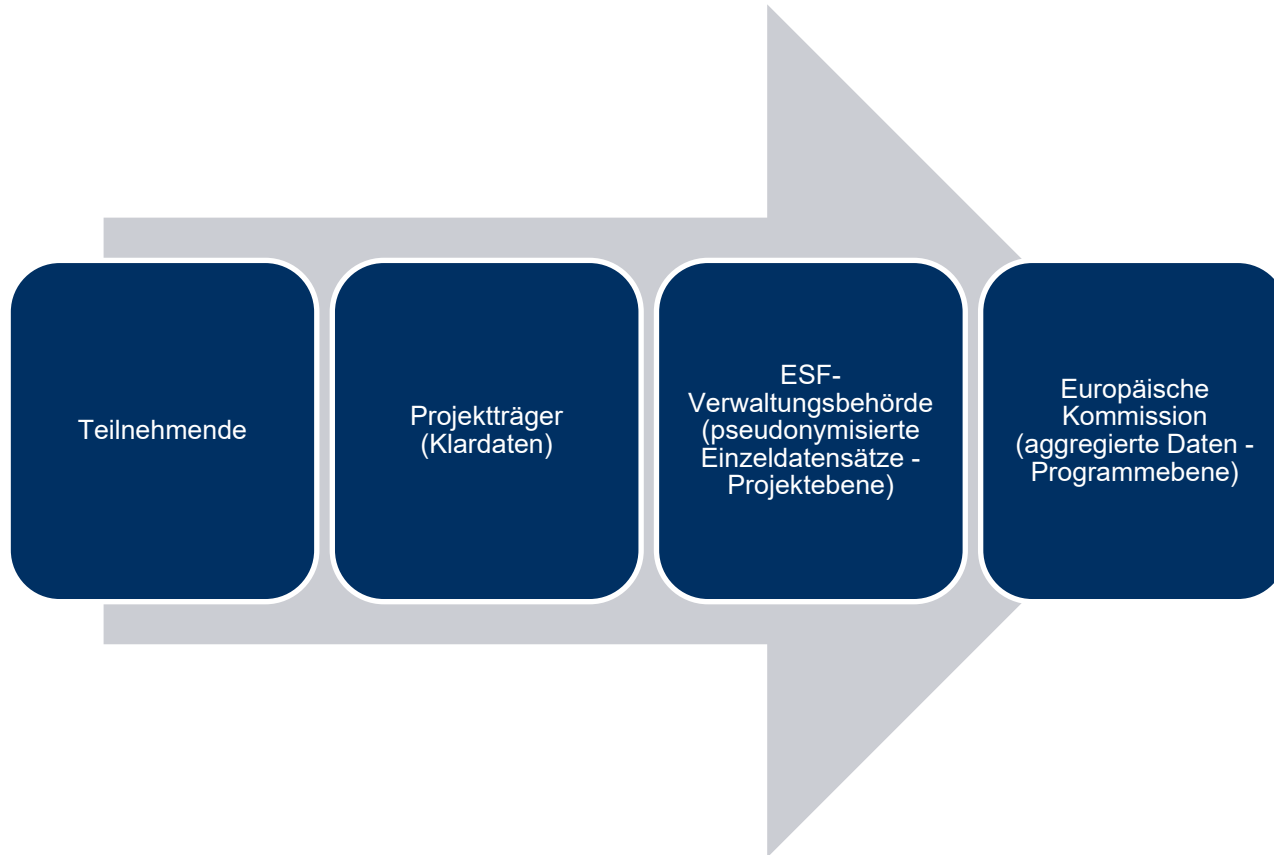 Teilnehmende
Projektträger
(Klardaten)
ESF-
Verwaltungsbehörde
(pseudonymisierte
Einzeldatensätze -
Projektebene)
Europäische
Kommission
(aggregierte Daten -
Programmebene)